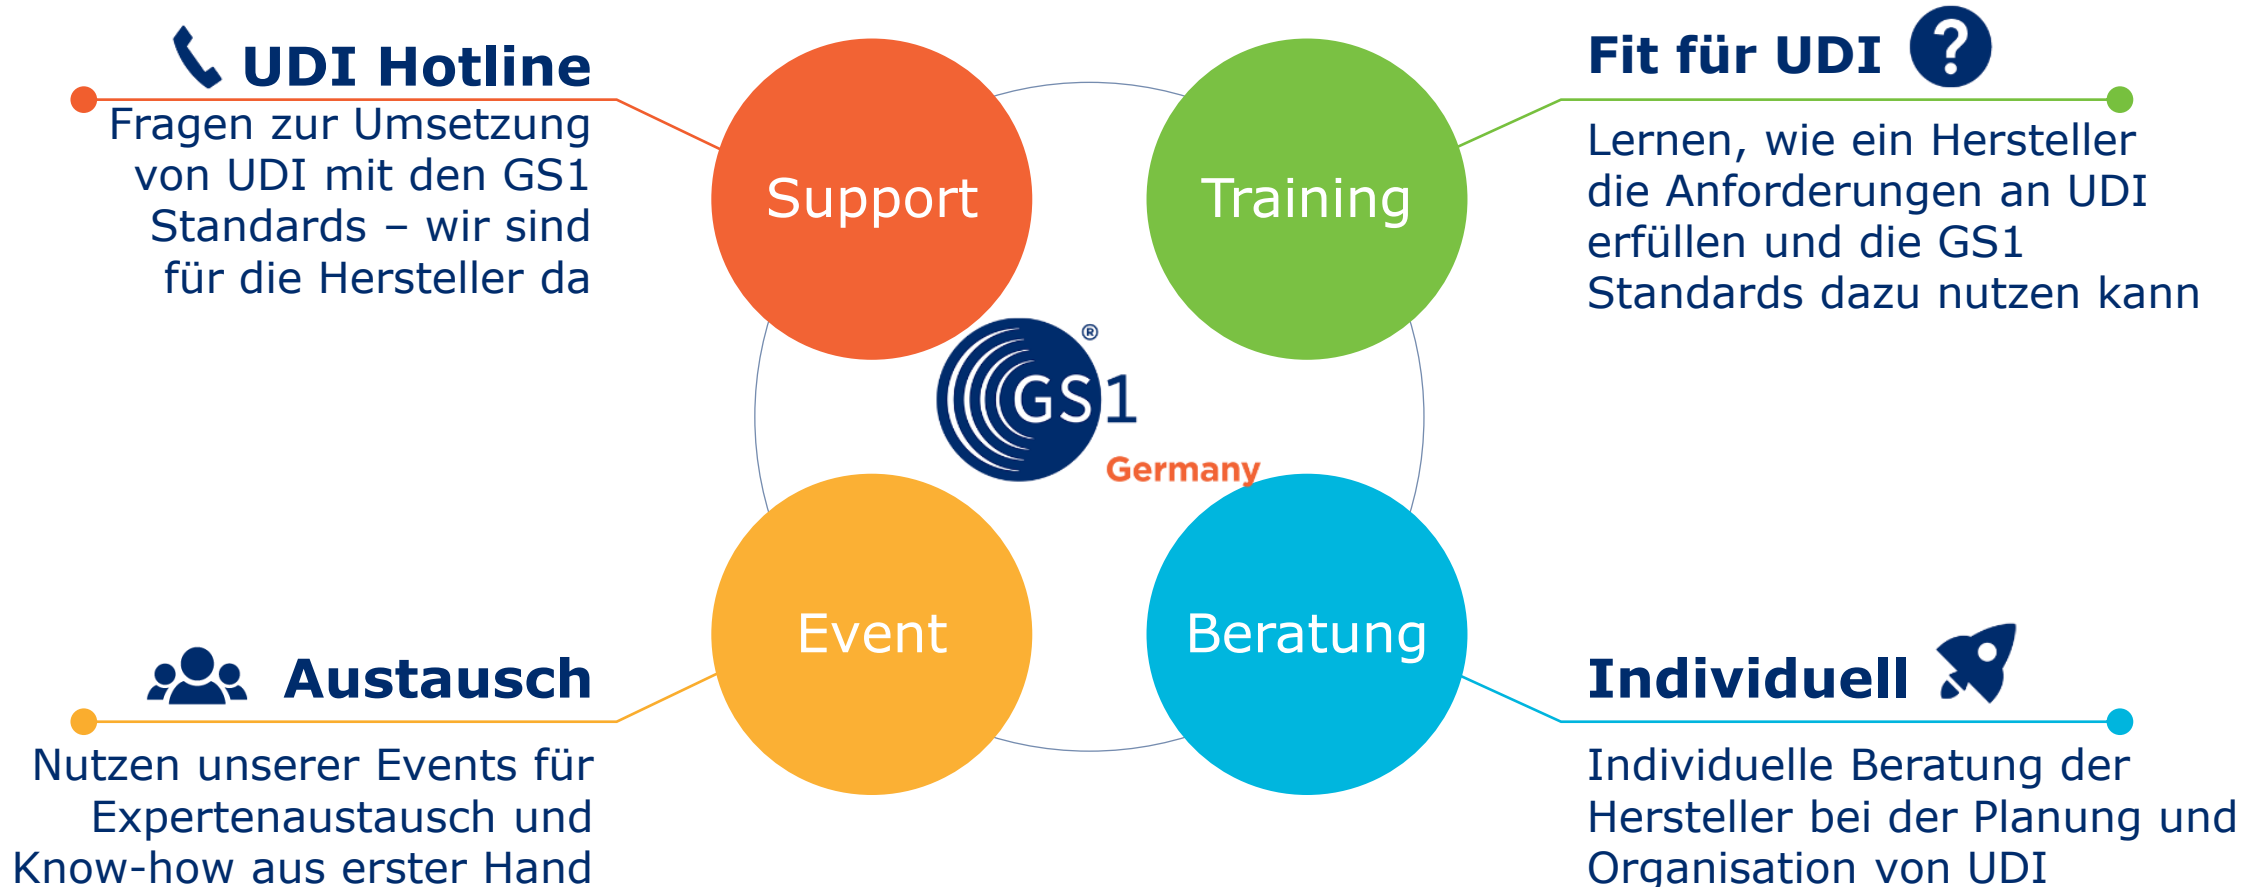 UDI Hotline
Fragen zur Umsetzung
von UDI mit den GS1
Standards – wir sind
für die Hersteller da
Support
Training
Fit für UDI
?
Lernen, wie ein Hersteller
die Anforderungen an UDI
erfüllen und die GS1
Standards dazu nutzen kann
GS1
®
Germany
Austausch
Nutzen unserer Events für
Expertenaustausch und
Know-how aus erster Hand
Event
Beratung
Individuell
Individuelle Beratung der
Hersteller bei der Planung und
Organisation von UDI